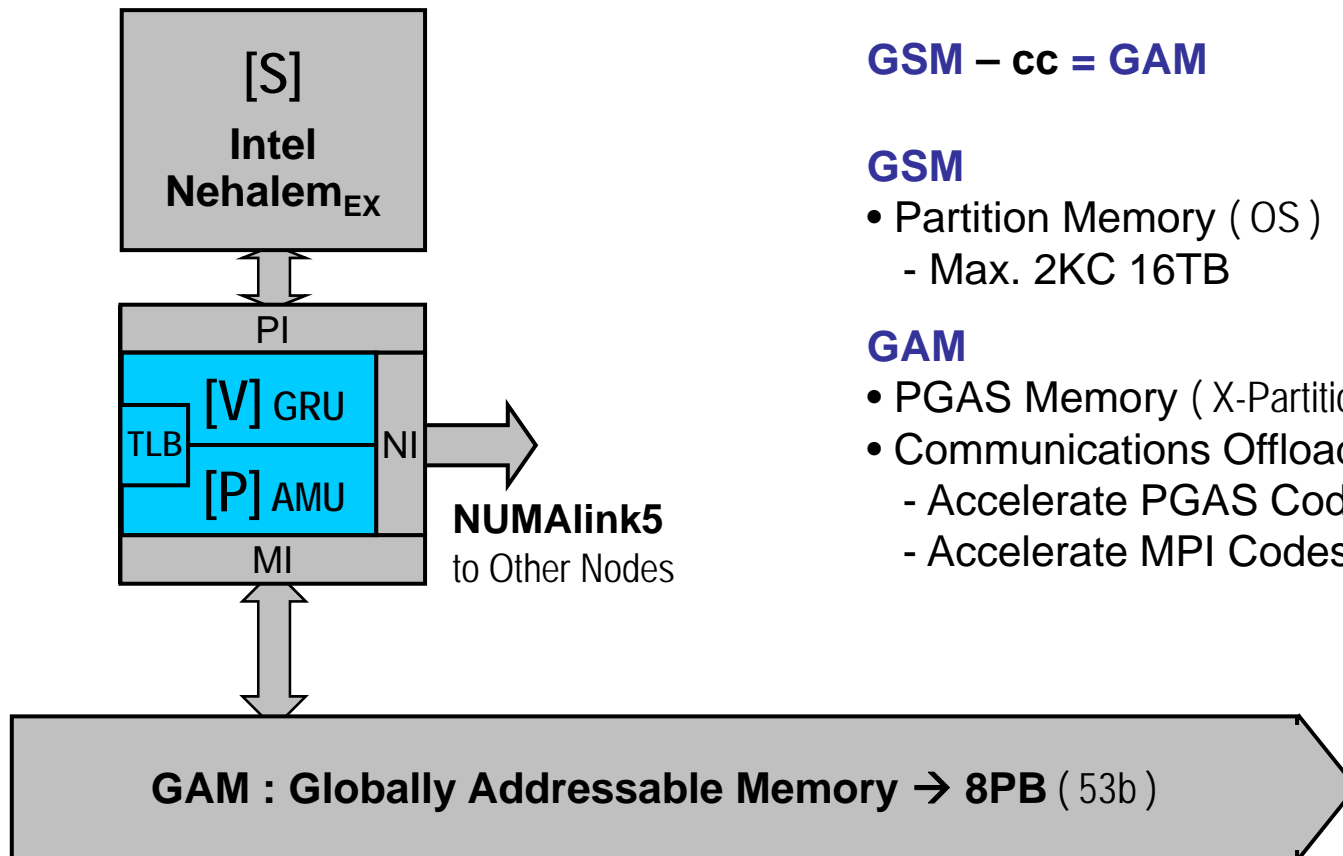 [S]
Intel
NehalemEX
PI
[V] GRU
TLB
NI
[P] AMU
MI
NUMAlink5
to Other Nodes
GSM – cc = GAM
GSM
• Partition Memory ( OS )
- Max. 2KC 16TB
GAM
• PGAS Memory ( X-Partitio
• Communications Offload
- Accelerate PGAS Cod
- Accelerate MPI Codes
GAM : Globally Addressable Memory → 8PB ( 53b )